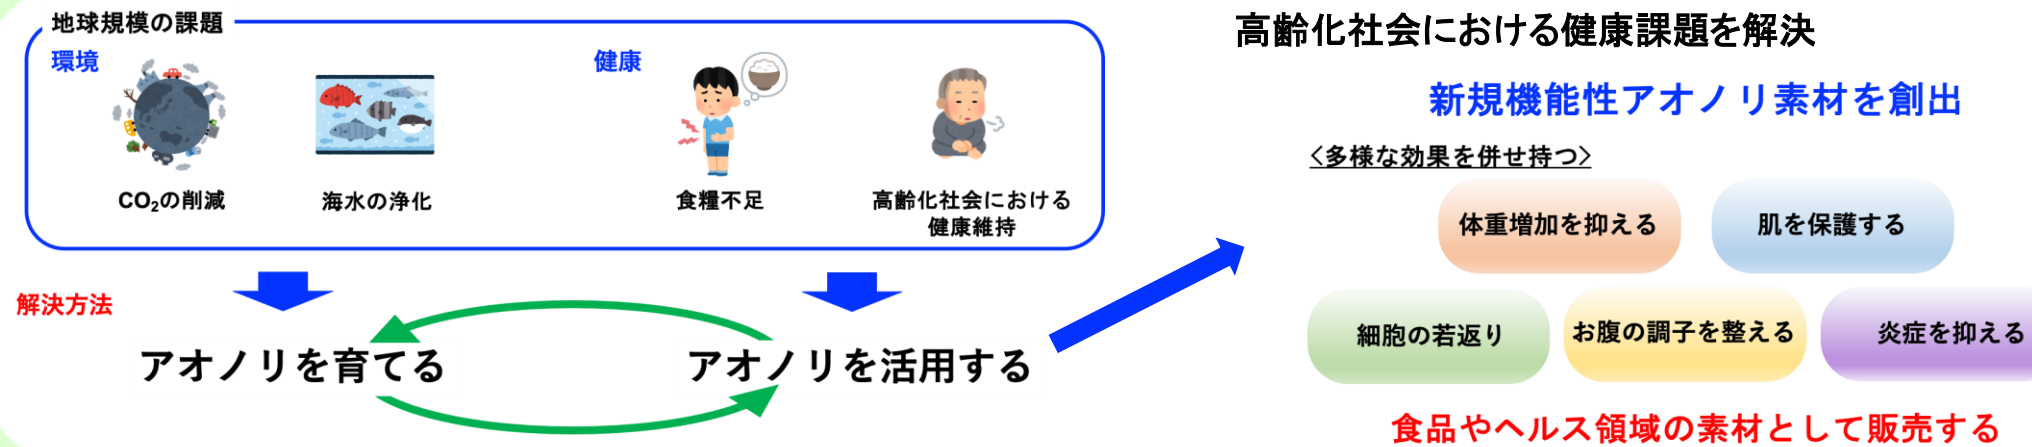 地球規模の課題
環境
健康
CO₂の削減
海水の浄化
食糧不足
高齢化社会における
健康維持
解決方法
アオノリを育てる
アオノリを活用する
高齢化社会における健康課題を解決
新規機能性アオノリ素材を創出
<多様な効果を併せ持つ>
体重増加を抑える
肌を保護する
細胞の若返り
お腹の調子を整える
炎症を抑える
食品やヘルス領域の素材として販売する